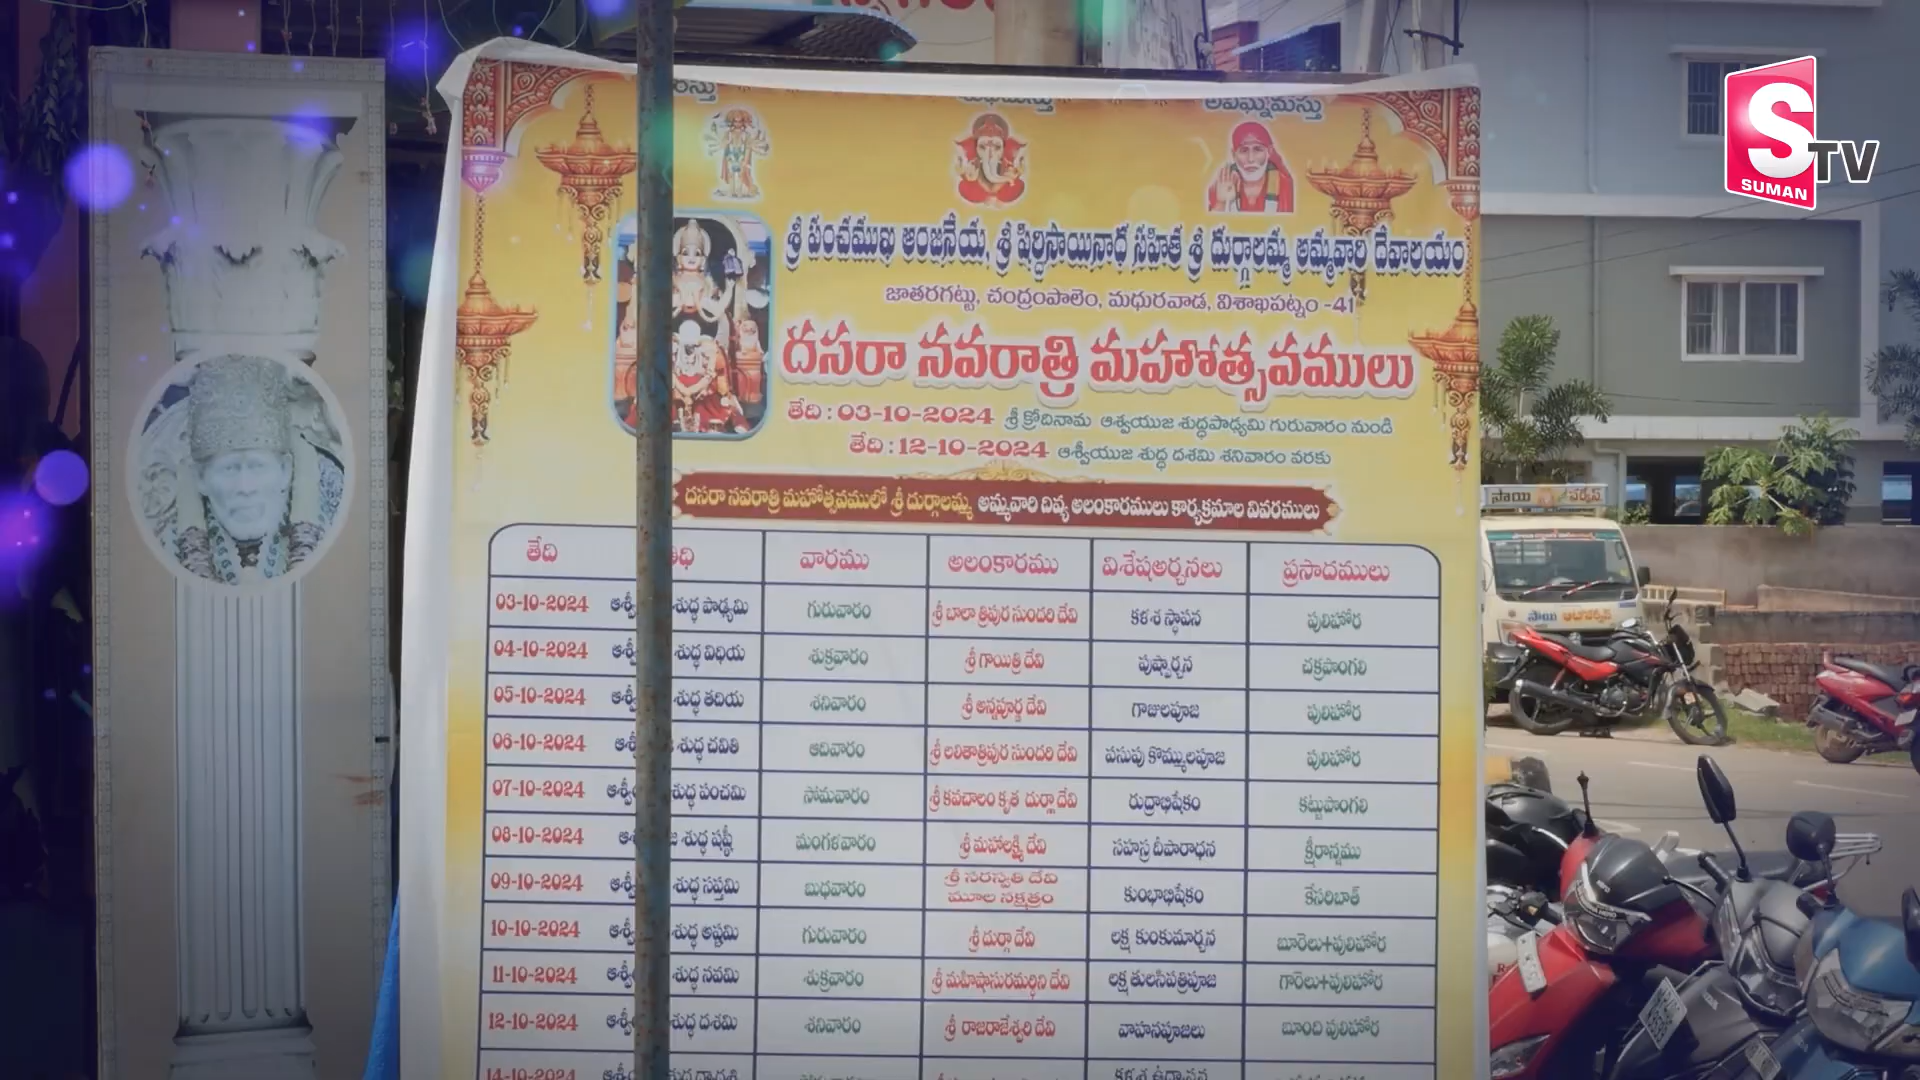 S
TV
SUMAN
అవిఘ్నమస్తు
శ్రీ పంచముఖ ఆంజనేయ, శ్రీ షిర్డిసాయినాధ సహిత శ్రీ దుర్గాలమ్మ అమ్మవారి దేవాలయం
జాతరగట్టు, చంద్రంపాలెం, మధురవాడ, విశాఖపట్నం -41
దసరా నవరాత్రి మహోత్సవములు
తేది : 03-10-2024 శ్రీ క్రోదినామ ఆశ్వయుజ శుద్ధపాఢ్యమి గురువారం నుండి
తేది : 12-10-2024 ఆశ్వీయుజ శుద్ధ దశమి శనివారం వరకు
దసరా నవరాత్రి మహోత్సవములో శ్రీ దుర్గాలమ్మ అమ్మవారి దివ్య అలంకారములు కార్యక్రమాల వివరములు
తేది వారము అలంకారము విశేషఅర్చనలు ప్రసాదములు
03-10-2024 శుద్ధ పాఢ్యమి గురువారం శ్రీ బాలా త్రిపుర సుందరి దేవి కళశ స్థాపన పులిహోర
04-10-2024 శుద్ధ విధియ శుక్రవారం శ్రీ గాయిత్రి దేవి పుష్పార్చన చక్రపొంగలి
05-10-2024 శుద్ధ తదియ శనివారం శ్రీ అన్నపూర్ణ దేవి గాజులపూజ పులిహోర
06-10-2024 శుద్ధ చవితి ఆదివారం శ్రీ లలితాత్రిపుర సుందరి దేవి పసుపు కొమ్ములపూజ పులిహోర
07-10-2024 శుద్ధ పంచమి సోమవారం శ్రీ కవచాలంకృత దుర్గా దేవి రుద్రాభిషేకం కట్టుపొంగలి
08-10-2024 శుద్ధ షష్ఠీ మంగళవారం శ్రీ మహాలక్ష్మి దేవి సహస్ర దీపారాధన క్షీరాన్నము
09-10-2024 శుద్ధ సప్తమి బుధవారం శ్రీ సరస్వతి దేవి మూల నక్షత్రం కుంభాభిషేకం కేసరిబాత్
10-10-2024 శుద్ధ అష్టమి గురువారం శ్రీ దుర్గా దేవి లక్ష కుంకుమార్చన బూరెలు+పులిహోర
11-10-2024 శుద్ధ నవమి శుక్రవారం శ్రీ మహిషాసురమర్ధిని దేవి లక్ష తులసిపత్రిపూజ గారెలు+పులిహోర
12-10-2024 శుద్ధ దశమి శనివారం శ్రీ రాజరాజేశ్వరి దేవి వాహనపూజలు బూంది పులిహోర
14-10-2024
సాయి
సాయి